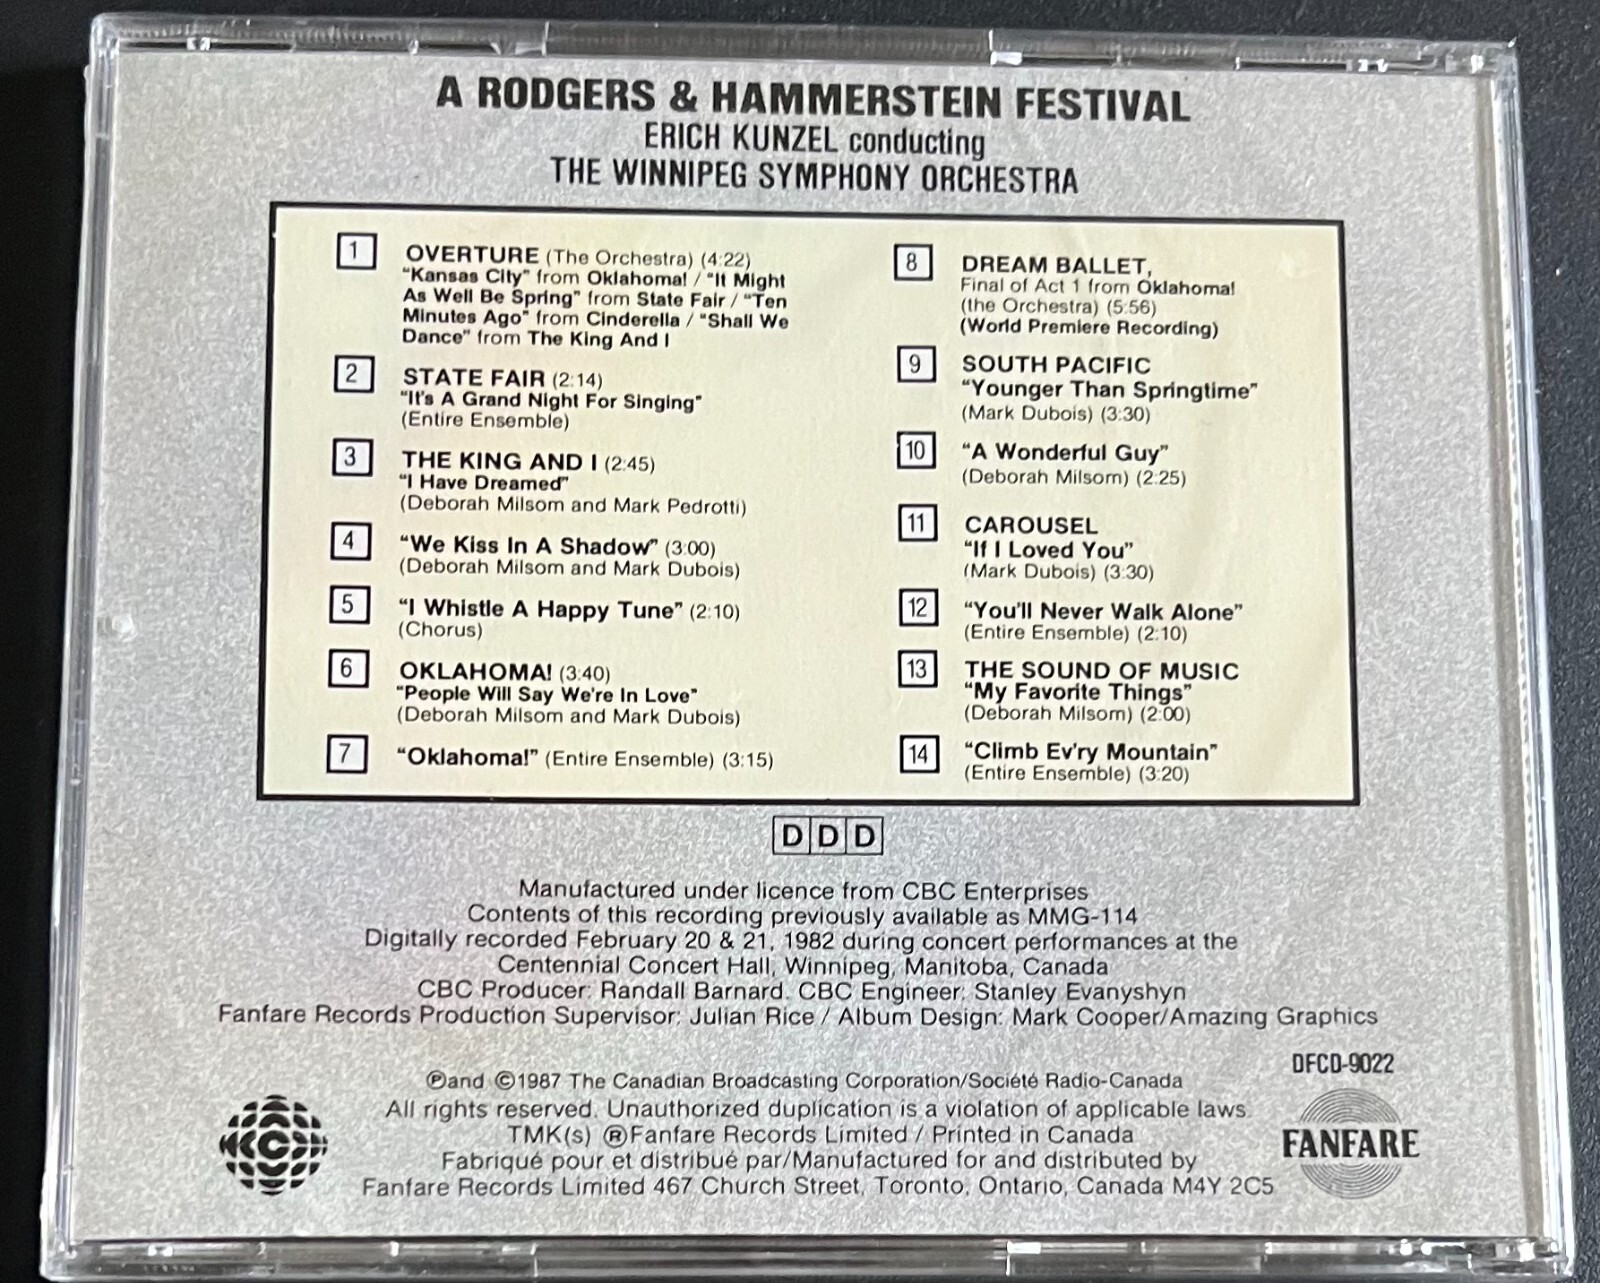 A RODGERS & HAMMERSTEIN FESTIVAL
ERICH KUNZEL conducting
THE WINNIPEG SYMPHONY ORCHESTRA
1 OVERTURE (The Orchestra) (4:22)
"Kansas City" from Oklahoma! / "It Might
As Well Be Spring" from State Fair / "Ten
Minutes Ago" from Cinderella / "Shall We
Dance" from The King And I
2 STATE FAIR (2:14)
"It's A Grand Night For Singing"
(Entire Ensemble)
3 THE KING AND I (2:45)
"I Have Dreamed"
(Deborah Milsom and Mark Pedrotti)
4 "We Kiss In A Shadow" (3:00)
(Deborah Milsom and Mark Dubois)
5 "I Whistle A Happy Tune" (2:10)
(Chorus)
6 OKLAHOMA! (3:40)
"People Will Say We're In Love"
(Deborah Milsom and Mark Dubois)
7 "Oklahoma!" (Entire Ensemble) (3:15)
8 DREAM BALLET,
Final of Act 1 from Oklahoma!
(the Orchestra) (5:56)
(World Premiere Recording)
9 SOUTH PACIFIC
"Younger Than Springtime"
(Mark Dubois) (3:30)
10 "A Wonderful Guy"
(Deborah Milsom) (2:25)
11 CAROUSEL
"If I Loved You"
(Mark Dubois) (3:30)
12 "You'll Never Walk Alone"
(Entire Ensemble) (2:10)
13 THE SOUND OF MUSIC
"My Favorite Things"
(Deborah Milsom) (2:00)
14 "Climb Ev'ry Mountain"
(Entire Ensemble) (3:20)
DDD
Manufactured under licence from CBC Enterprises
Contents of this recording previously available as MMG-114
Digitally recorded February 20 & 21, 1982 during concert performances at the
Centennial Concert Hall, Winnipeg, Manitoba, Canada
CBC Producer: Randall Barnard. CBC Engineer: Stanley Evanyshyn
Fanfare Records Production Supervisor: Julian Rice / Album Design: Mark Cooper/Amazing Graphics
DFCD-9022
Ⓟand ©1987 The Canadian Broadcasting Corporation/Société Radio-Canada
All rights reserved. Unauthorized duplication is a violation of applicable laws.
TMK(s) ®Fanfare Records Limited / Printed in Canada
Fabriqué pour et distribué par/Manufactured for and distributed by
Fanfare Records Limited 467 Church Street, Toronto, Ontario, Canada M4Y 2C5
C
FANFARE